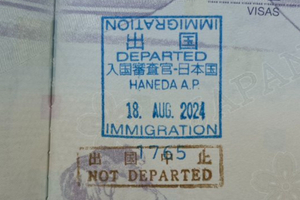 VISAS
IMMIGRATION
出国
DEPARTED
入国審査官-日本国
HANEDA A.P.
18. AUG. 2024
IMMIGRATION
1765
出国中止
NOT DEPARTED